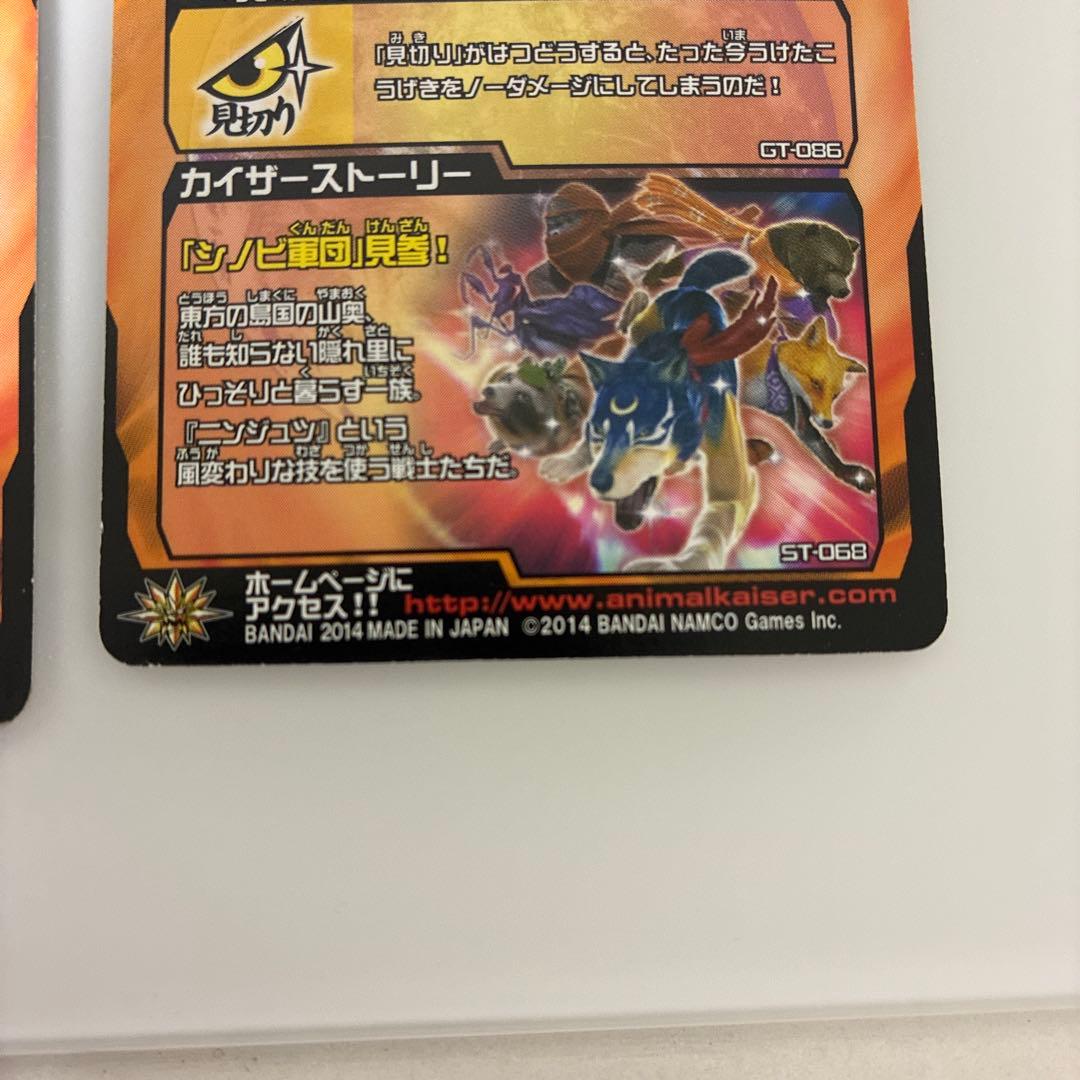 「見切り」がはつどうすると、たった今うけたこ
うげきをノーダメージにしてしまうのだ！
見切り
GT-086
カイザーストーリー
「シノビ軍団」見参！
東方の島国の山奥、
誰も知らない隠れ里に
ひっそりと暮らす一族。
『ニンジュツ』という
風変わりな技を使う戦士たちだ。
ST-068
ホームページに
アクセス!!
http://www.animalkaiser.com
BANDAI 2014 MADE IN JAPAN ©2014 BANDAI NAMCO Games Inc.